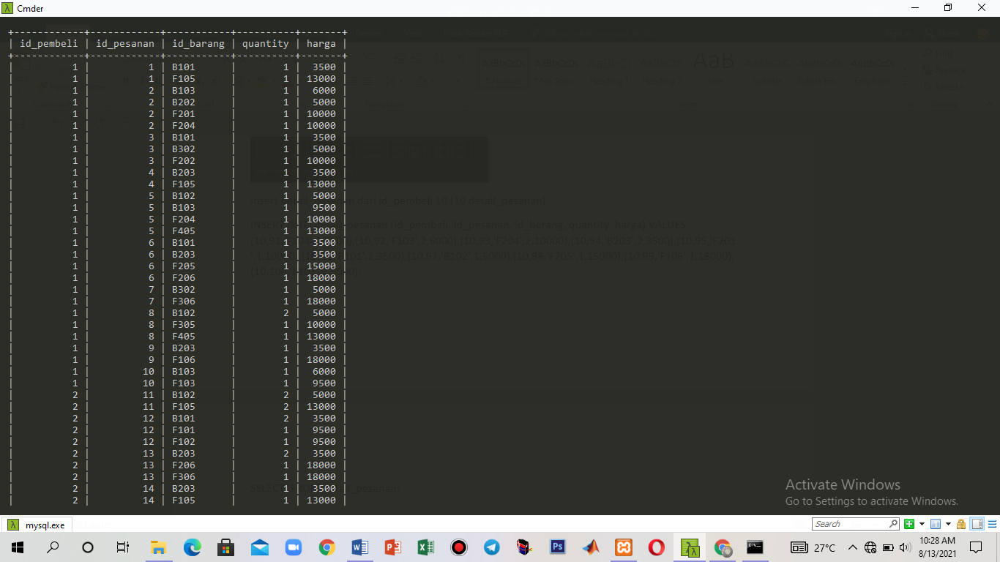 Cmder
+------------+------------+-----------+----------+-------+
| id_pembeli | id_pesanan | id_barang | quantity | harga |
+------------+------------+-----------+----------+-------+
| 1 | 1 | B101 | 1 | 3500 |
| 1 | 1 | F105 | 1 | 13000 |
| 1 | 2 | B103 | 1 | 6000 |
| 1 | 2 | B202 | 1 | 5000 |
| 1 | 2 | F201 | 1 | 10000 |
| 1 | 2 | F204 | 1 | 10000 |
| 1 | 3 | B101 | 1 | 3500 |
| 1 | 3 | B302 | 1 | 5000 |
| 1 | 3 | F202 | 1 | 10000 |
| 1 | 4 | B203 | 1 | 3500 |
| 1 | 4 | F105 | 1 | 13000 |
| 1 | 5 | B102 | 1 | 5000 |
| 1 | 5 | B103 | 1 | 9500 |
| 1 | 5 | F204 | 1 | 10000 |
| 1 | 5 | F405 | 1 | 13000 |
| 1 | 6 | B101 | 1 | 3500 |
| 1 | 6 | B203 | 1 | 3500 |
| 1 | 6 | F205 | 1 | 15000 |
| 1 | 6 | F206 | 1 | 18000 |
| 1 | 7 | B302 | 1 | 5000 |
| 1 | 7 | F306 | 1 | 18000 |
| 1 | 8 | B102 | 2 | 5000 |
| 1 | 8 | F305 | 1 | 10000 |
| 1 | 8 | F405 | 1 | 13000 |
| 1 | 9 | B203 | 1 | 3500 |
| 1 | 9 | F106 | 1 | 18000 |
| 1 | 10 | B103 | 1 | 6000 |
| 1 | 10 | F103 | 1 | 9500 |
| 2 | 11 | B102 | 2 | 5000 |
| 2 | 11 | F105 | 2 | 13000 |
| 2 | 12 | B101 | 2 | 3500 |
| 2 | 12 | F101 | 1 | 9500 |
| 2 | 12 | F102 | 1 | 9500 |
| 2 | 13 | B203 | 2 | 3500 |
| 2 | 13 | F206 | 1 | 18000 |
| 2 | 13 | F306 | 1 | 18000 |
| 2 | 14 | B203 | 1 | 3500 |
| 2 | 14 | F105 | 1 | 13000 |
Activate Windows
Go to Settings to activate Windows.
mysql.exe
Search
27°C
10:28 AM
8/13/2021